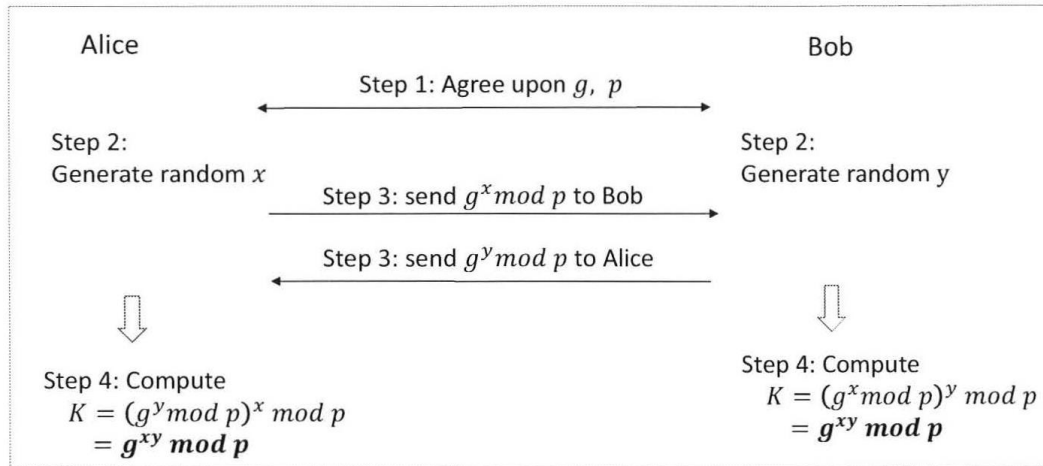 Alice
Bob
Step 1: Agree upon g, p
Step 2:
Generate random x
Step 2:
Generate random y
Step 3: send g^x mod p to Bob
Step 3: send g^y mod p to Alice
Step 4: Compute
K = (g^y mod p)^x mod p
= g^xy mod p
Step 4: Compute
K = (g^x mod p)^y mod p
= g^xy mod p